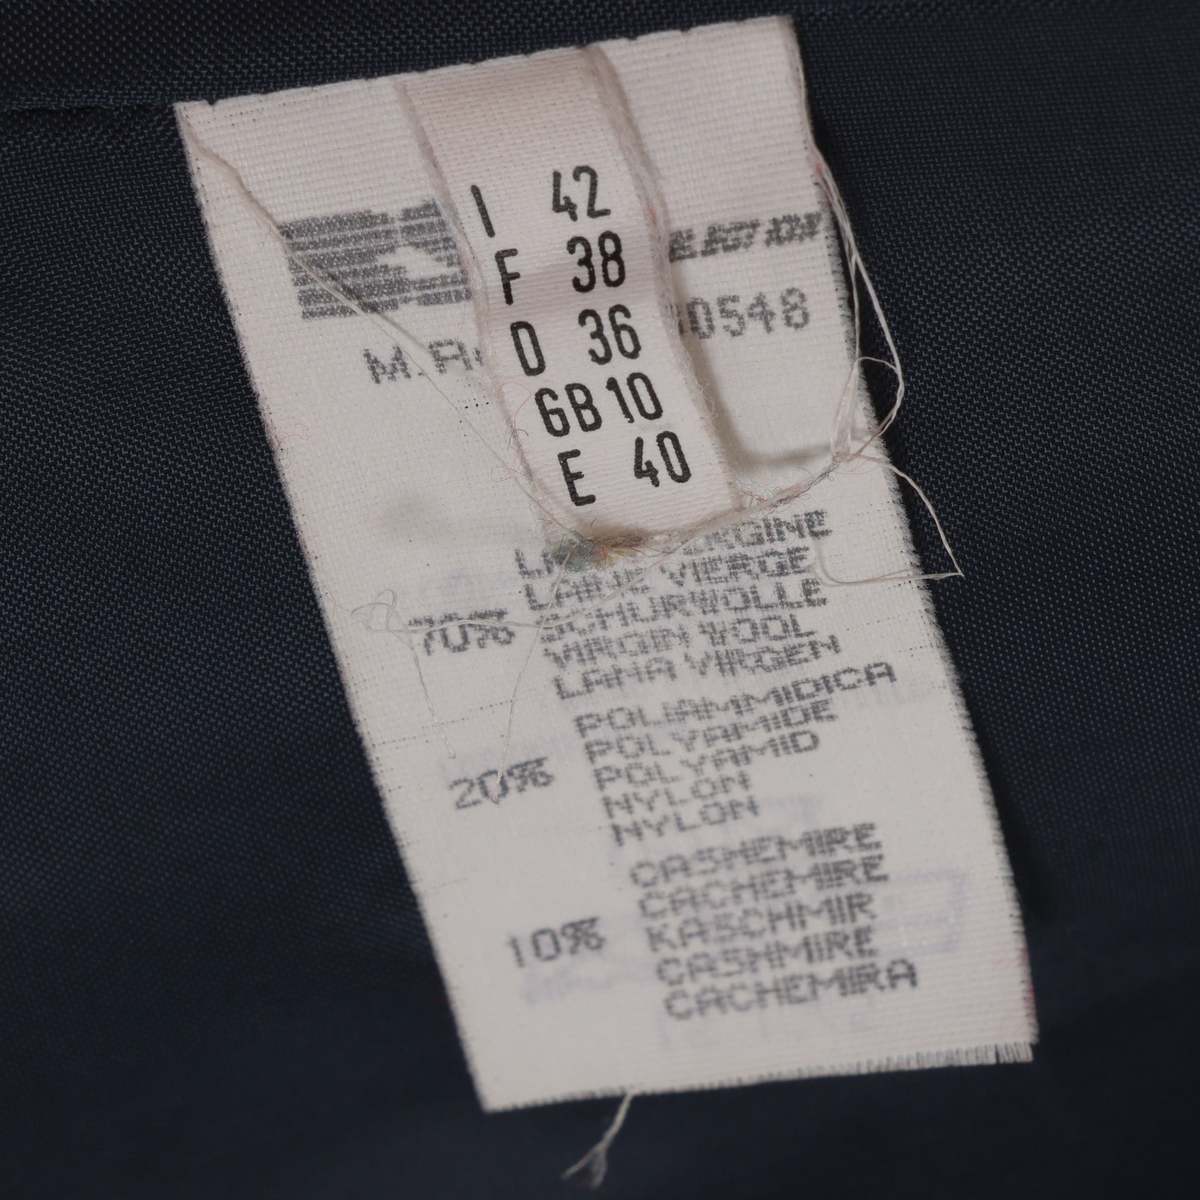 I 42
F 38
D 36
GB 10
E 40
0548
LAINE VIERGE
70% SCHURWOLLE
VIRGIN WOOL
LANA VIRGEN
POLIAMMIDICA
POLYAMIDE
20% POLYAMID
NYLON
NYLON
CASHEMIRE
CACHEMIRE
10% KASCHMIR
CASHMIRE
CACHEMIRA